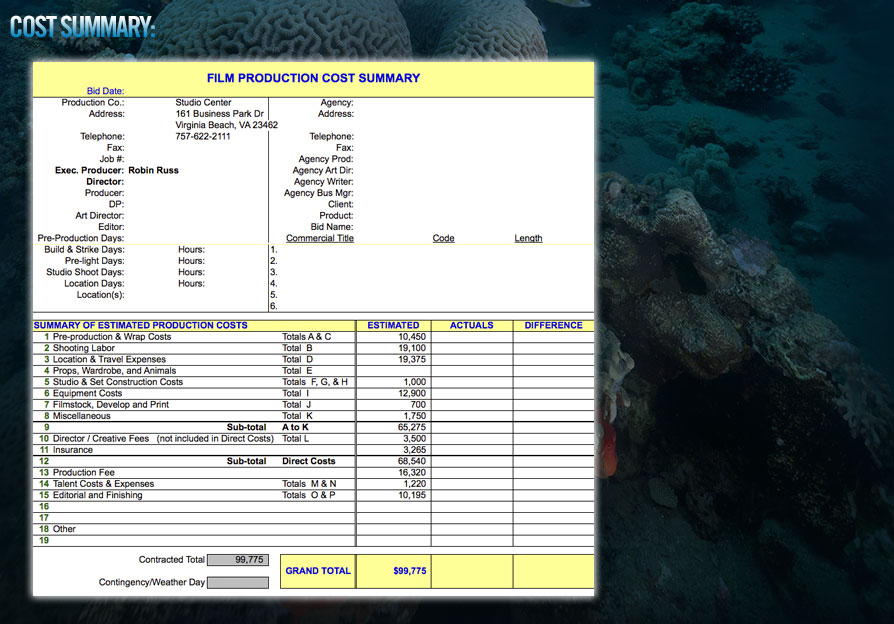 COST SUMMARY:
FILM PRODUCTION COST SUMMARY
Bid Date:
Production Co.: Studio Center Agency:
Address: 161 Business Park Dr Address:
Virginia Beach, VA 23462
Telephone: 757-622-2111 Telephone:
Fax: Fax:
Job #: Agency Prod:
Exec. Producer: Robin Russ Agency Art Dir:
Director: Agency Writer:
Producer: Agency Bus Mgr:
DP: Client:
Art Director: Product:
Editor: Bid Name:
Pre-Production Days: Commercial Title Code Length
Build & Strike Days: Hours: 1.
Pre-light Days: Hours: 2.
Studio Shoot Days: Hours: 3.
Location Days: Hours: 4.
Location(s): 5.
6.
SUMMARY OF ESTIMATED PRODUCTION COSTS ESTIMATED ACTUALS DIFFERENCE
1 Pre-production & Wrap Costs Totals A & C 10,450
2 Shooting Labor Total B 19,100
3 Location & Travel Expenses Total D 19,375
4 Props, Wardrobe, and Animals Total E
5 Studio & Set Construction Costs Totals F, G, & H 1,000
6 Equipment Costs Total I 12,900
7 Filmstock, Develop and Print Total J 700
8 Miscellaneous Total K 1,750
9 Sub-total A to K 65,275
10 Director / Creative Fees (not included in Direct Costs) Total L 3,500
11 Insurance 3,265
12 Sub-total Direct Costs 68,540
13 Production Fee 16,320
14 Talent Costs & Expenses Totals M & N 1,220
15 Editorial and Finishing Totals O & P 10,195
16
17
18 Other
19
Contracted Total 99,775
GRAND TOTAL $99,775
Contingency/Weather Day